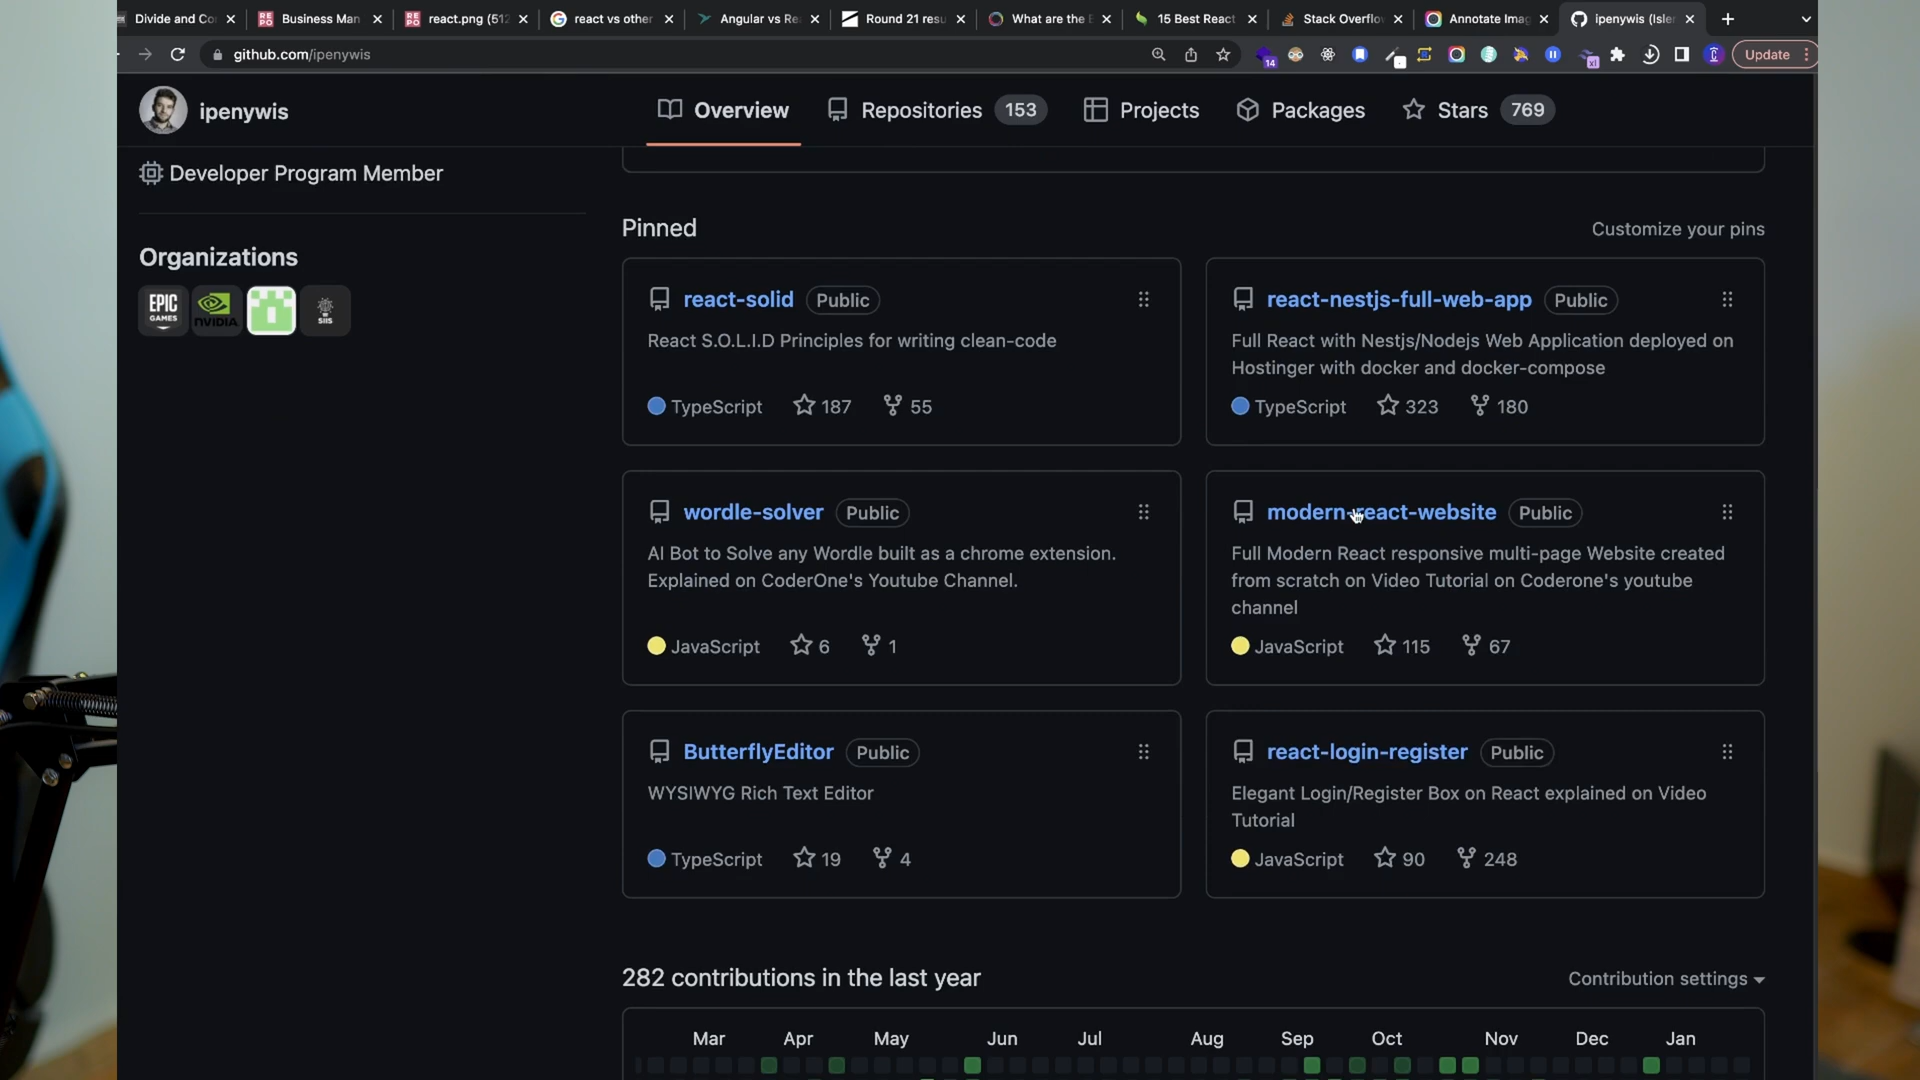 Divide and Co
Business Man
react.png (512
react vs other
Angular vs Re
Round 21 resu
What are the
15 Best React
Stack Overflo
Annotate Imag
ipenywis (Isler
github.com/ipenywis
14
xl
Update
ipenywis
Overview
Repositories 153
Projects
Packages
Stars 769
Developer Program Member
Organizations
EPIC
GAMES
NVIDIA
SIIS
Pinned
Customize your pins
react-solid Public
React S.O.L.I.D Principles for writing clean-code
TypeScript 187 55
react-nestjs-full-web-app Public
Full React with Nestjs/Nodejs Web Application deployed on
Hostinger with docker and docker-compose
TypeScript 323 180
wordle-solver Public
AI Bot to Solve any Wordle built as a chrome extension.
Explained on CoderOne's Youtube Channel.
JavaScript 6 1
modern-react-website Public
Full Modern React responsive multi-page Website created
from scratch on Video Tutorial on Coderone's youtube
channel
JavaScript 115 67
ButterflyEditor Public
WYSIWYG Rich Text Editor
TypeScript 19 4
react-login-register Public
Elegant Login/Register Box on React explained on Video
Tutorial
JavaScript 90 248
282 contributions in the last year
Contribution settings
Mar Apr May Jun Jul Aug Sep Oct Nov Dec Jan